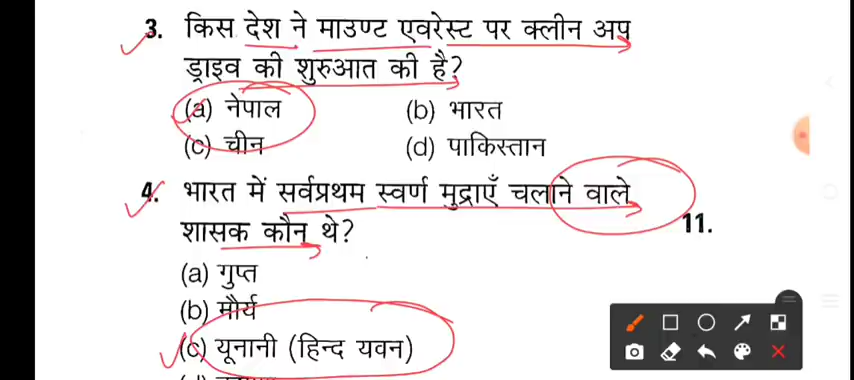 3. किस देश ने माउण्ट एवरेस्ट पर क्लीन अप
ड्राइव की शुरुआत की है?
(a) नेपाल (b) भारत
(c) चीन (d) पाकिस्तान
4. भारत में सर्वप्रथम स्वर्ण मुद्राएँ चलाने वाले
शासक कौन थे?
11.
(a) गुप्त
(b) मौर्य
(c) यूनानी (हिन्द यवन)